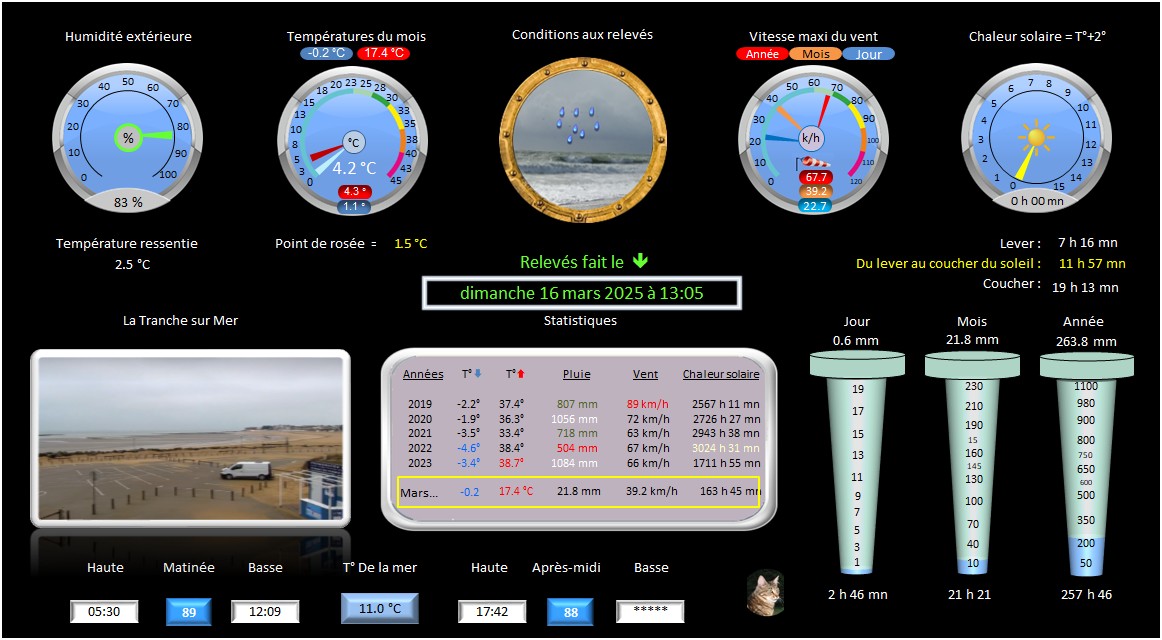 Humidité extérieure
Températures du mois
-0.2 °C 17.4 °C
Conditions aux relevés
Vitesse maxi du vent
Année Mois Jour
Chaleur solaire = T°+2°
0 10 20 30 40 50 60 70 80 90 100
%
83 %
0 3 5 8 10 13 15 18 20 23 25 28 30 33 35 38 40 43 45
°C
4.2 °C
4.3 °
1.1 °
0 10 20 30 40 50 60 70 80 90 100 110 120
k/h
67.7
39.2
22.7
0 1 2 3 4 5 6 7 8 9 10 11 12 13 14 15
0 h 00 mn
Température ressentie
2.5 °C
Point de rosée = 1.5 °C
Lever : 7 h 16 mn
Du lever au coucher du soleil : 11 h 57 mn
Coucher : 19 h 13 mn
Relevés fait le
dimanche 16 mars 2025 à 13:05
La Tranche sur Mer
Statistiques
Années T° T° Pluie Vent Chaleur solaire
2019 -2.2° 37.4° 807 mm 89 km/h 2567 h 11 mn
2020 -1.9° 36.3° 1056 mm 72 km/h 2726 h 27 mn
2021 -3.5° 33.4° 718 mm 63 km/h 2943 h 38 mn
2022 -4.6° 38.4° 504 mm 67 km/h 3024 h 31 mn
2023 -3.4° 38.7° 1084 mm 66 km/h 1711 h 55 mn
Mars... -0.2 17.4 °C 21.8 mm 39.2 km/h 163 h 45 mn
Jour
0.6 mm
19
17
15
13
11
9
7
5
3
1
2 h 46 mn
Mois
21.8 mm
230
210
190
15
160
145
130
100
70
40
10
21 h 21
Année
263.8 mm
1100
980
900
800
750
650
600
500
350
200
50
257 h 46
Haute Matinée Basse
05:30 89 12:09
T° De la mer
11.0 °C
Haute Après-midi Basse
17:42 88 *****